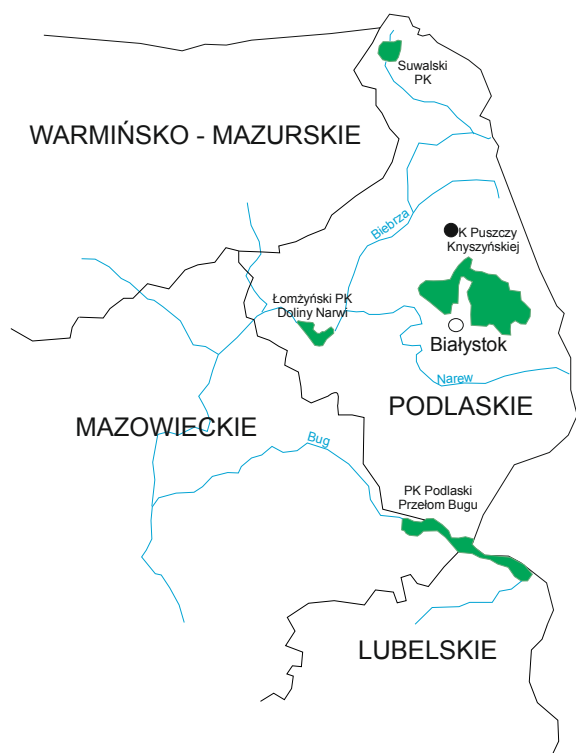 Suwalski
PK
WARMIŃSKO - MAZURSKIE
Biebrza
K Puszczy
Knyszyńskiej
Łomżyński PK
Doliny Narwi
Białystok
Narew
PODLASKIE
MAZOWIECKIE
Bug
PK Podlaski
Przełom Bugu
LUBELSKIE